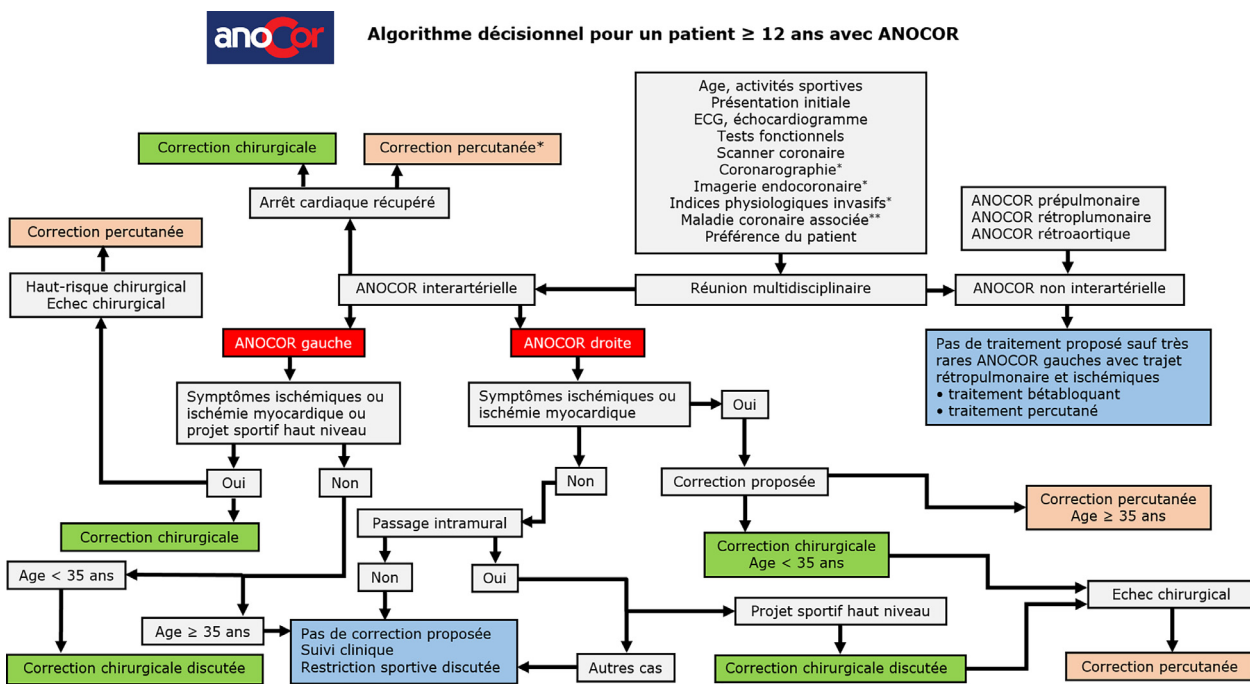 anoCor
Algorithme décisionnel pour un patient ≥ 12 ans avec ANOCOR
Age, activités sportives
Présentation initiale
ECG, échocardiogramme
Tests fonctionnels
Scanner coronaire
Coronarographie*
Imagerie endocoronaire*
Indices physiologiques invasifs*
Maladie coronaire associée**
Préférence du patient
Correction chirurgicale
Correction percutanée*
Arrêt cardiaque récupéré
ANOCOR prépulmonaire
ANOCOR rétroplumonaire
ANOCOR rétroaortique
Correction percutanée
Haut-risque chirurgical
Echec chirurgical
ANOCOR interartérielle
Réunion multidisciplinaire
ANOCOR non interartérielle
ANOCOR gauche
ANOCOR droite
Pas de traitement proposé sauf très
rares ANOCOR gauches avec trajet
rétropulmonaire et ischémiques
• traitement bétabloquant
• traitement percutané
Symptômes ischémiques ou
ischémie myocardique ou
projet sportif haut niveau
Symptômes ischémiques ou
ischémie myocardique
Oui
Oui
Non
Non
Correction proposée
Correction percutanée
Age ≥ 35 ans
Correction chirurgicale
Passage intramural
Correction chirurgicale
Age < 35 ans
Age < 35 ans
Non
Oui
Echec chirurgical
Age ≥ 35 ans
Pas de correction proposée
Suivi clinique
Restriction sportive discutée
Projet sportif haut niveau
Correction chirurgicale discutée
Autres cas
Correction chirurgicale discutée
Correction percutanée